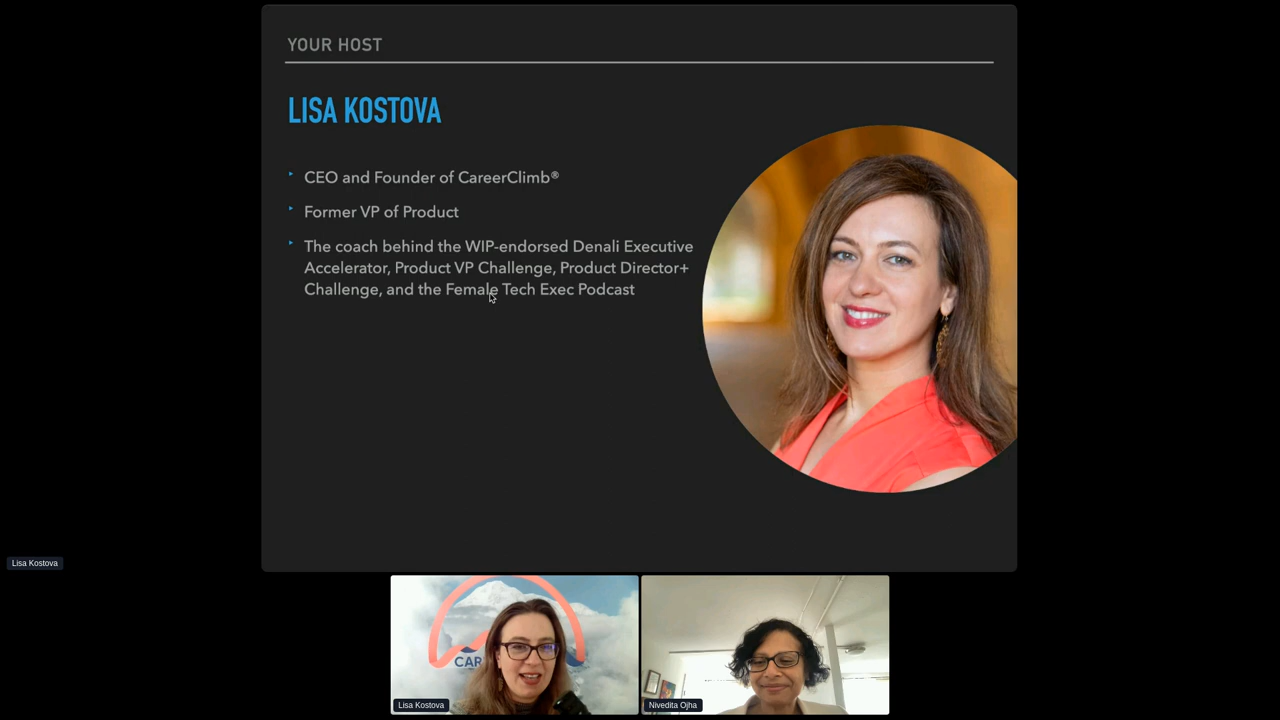 YOUR HOST
LISA KOSTOVA
‣ CEO and Founder of CareerClimb®
‣ Former VP of Product
‣ The coach behind the WIP-endorsed Denali Executive
Accelerator, Product VP Challenge, Product Director+
Challenge, and the Female Tech Exec Podcast
Lisa Kostova
CAR
Lisa Kostova
Nivedita Ojha